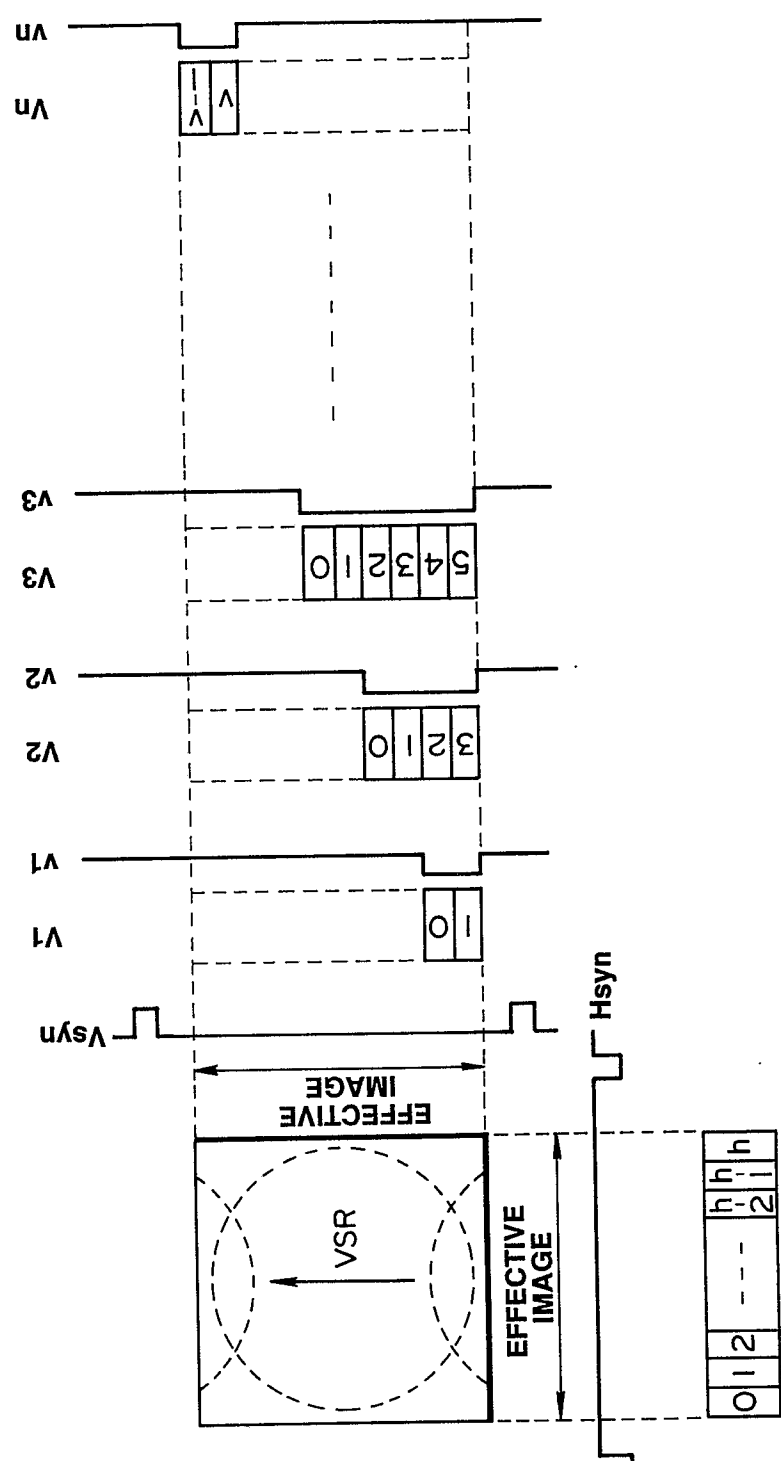 vn
Vn
v-1
v
v3
V3
0
1
2
3
4
5
v2
V2
0
1
2
3
v1
V1
0
1
Vsyn
EFFECTIVE
IMAGE
VSR
EFFECTIVE
IMAGE
Hsyn
0 1 2 --- h-2 h-1 h